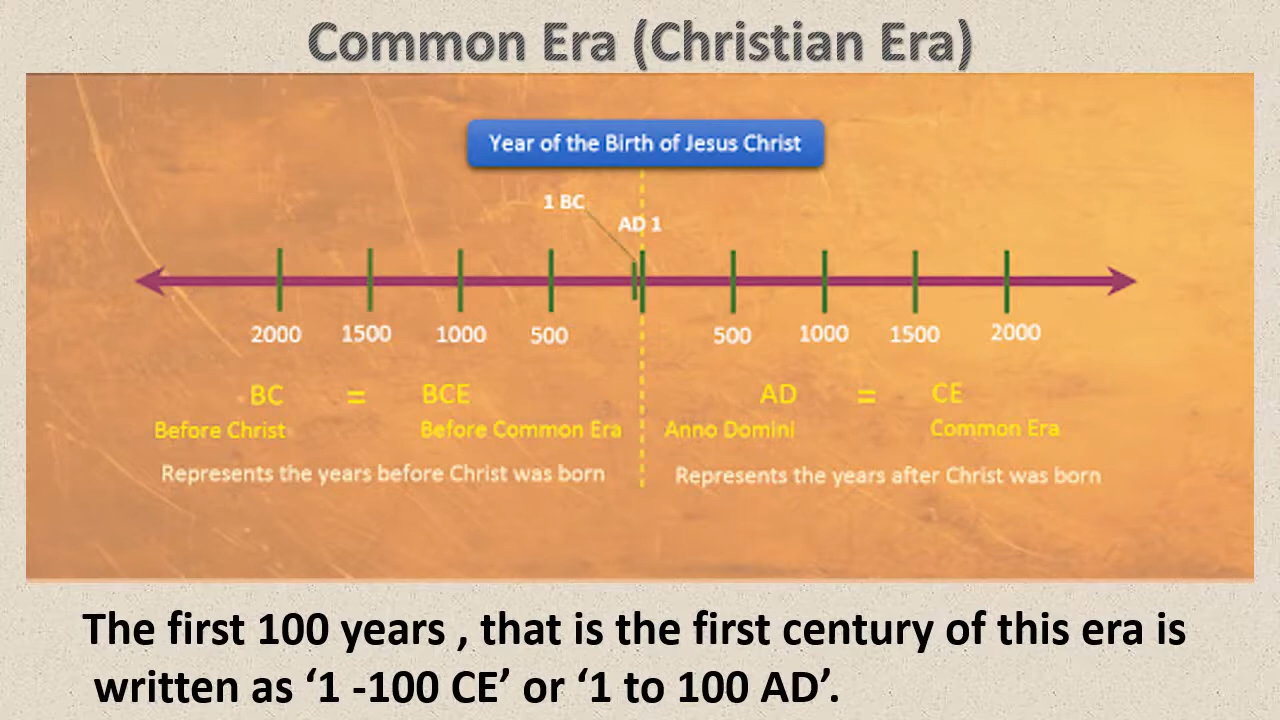 Common Era (Christian Era)
Year of the Birth of Jesus Christ
1 BC
AD 1
2000 1500 1000 500 500 1000 1500 2000
BC = BCE AD = CE
Before Christ Before Common Era Anno Domini Common Era
Represents the years before Christ was born Represents the years after Christ was born
The first 100 years , that is the first century of this era is
written as ‘1 -100 CE’ or ‘1 to 100 AD’.